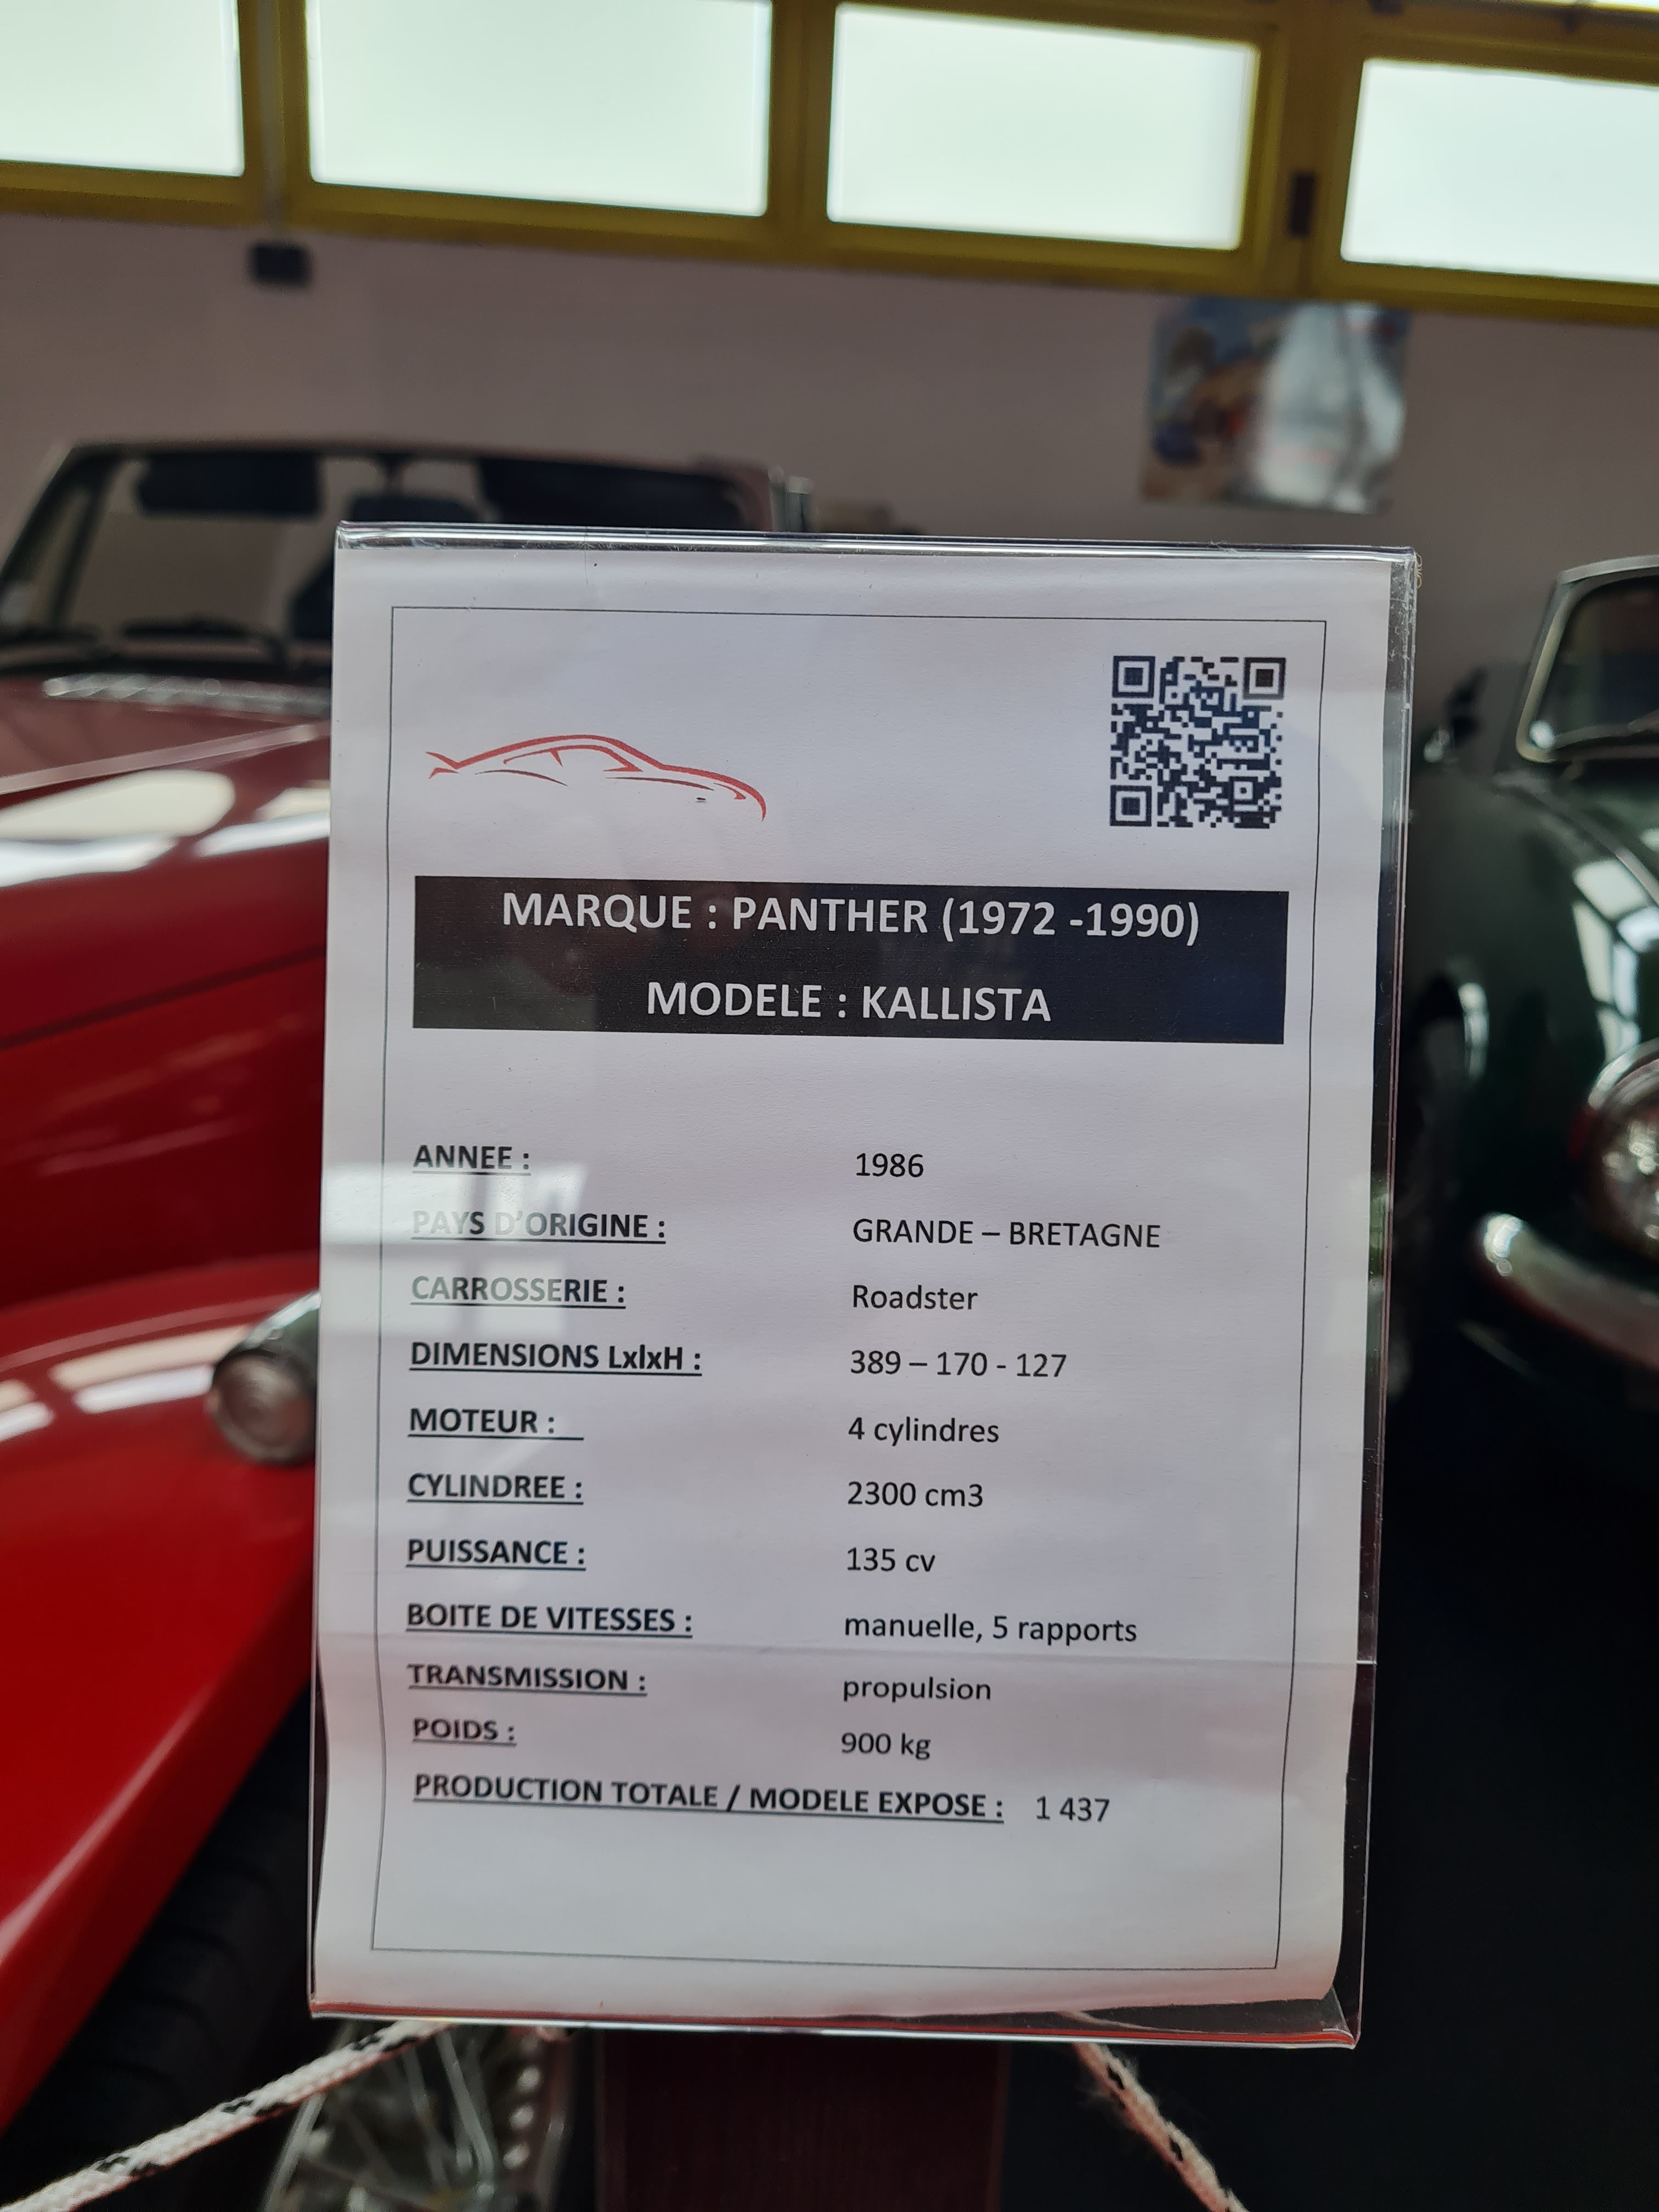 MARQUE : PANTHER (1972 -1990)
MODELE : KALLISTA
ANNEE : 1986
PAYS D'ORIGINE : GRANDE – BRETAGNE
CARROSSERIE : Roadster
DIMENSIONS LxlxH : 389 – 170 - 127
MOTEUR : 4 cylindres
CYLINDREE : 2300 cm3
PUISSANCE : 135 cv
BOITE DE VITESSES : manuelle, 5 rapports
TRANSMISSION : propulsion
POIDS : 900 kg
PRODUCTION TOTALE / MODELE EXPOSE : 1 437